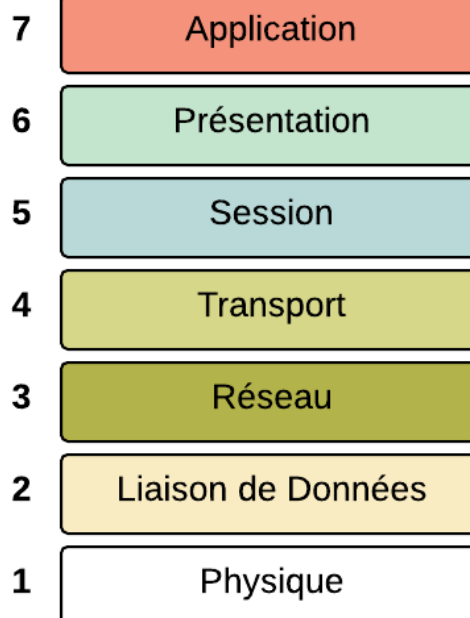 7 Application
6 Présentation
5 Session
4 Transport
3 Réseau
2 Liaison de Données
1 Physique